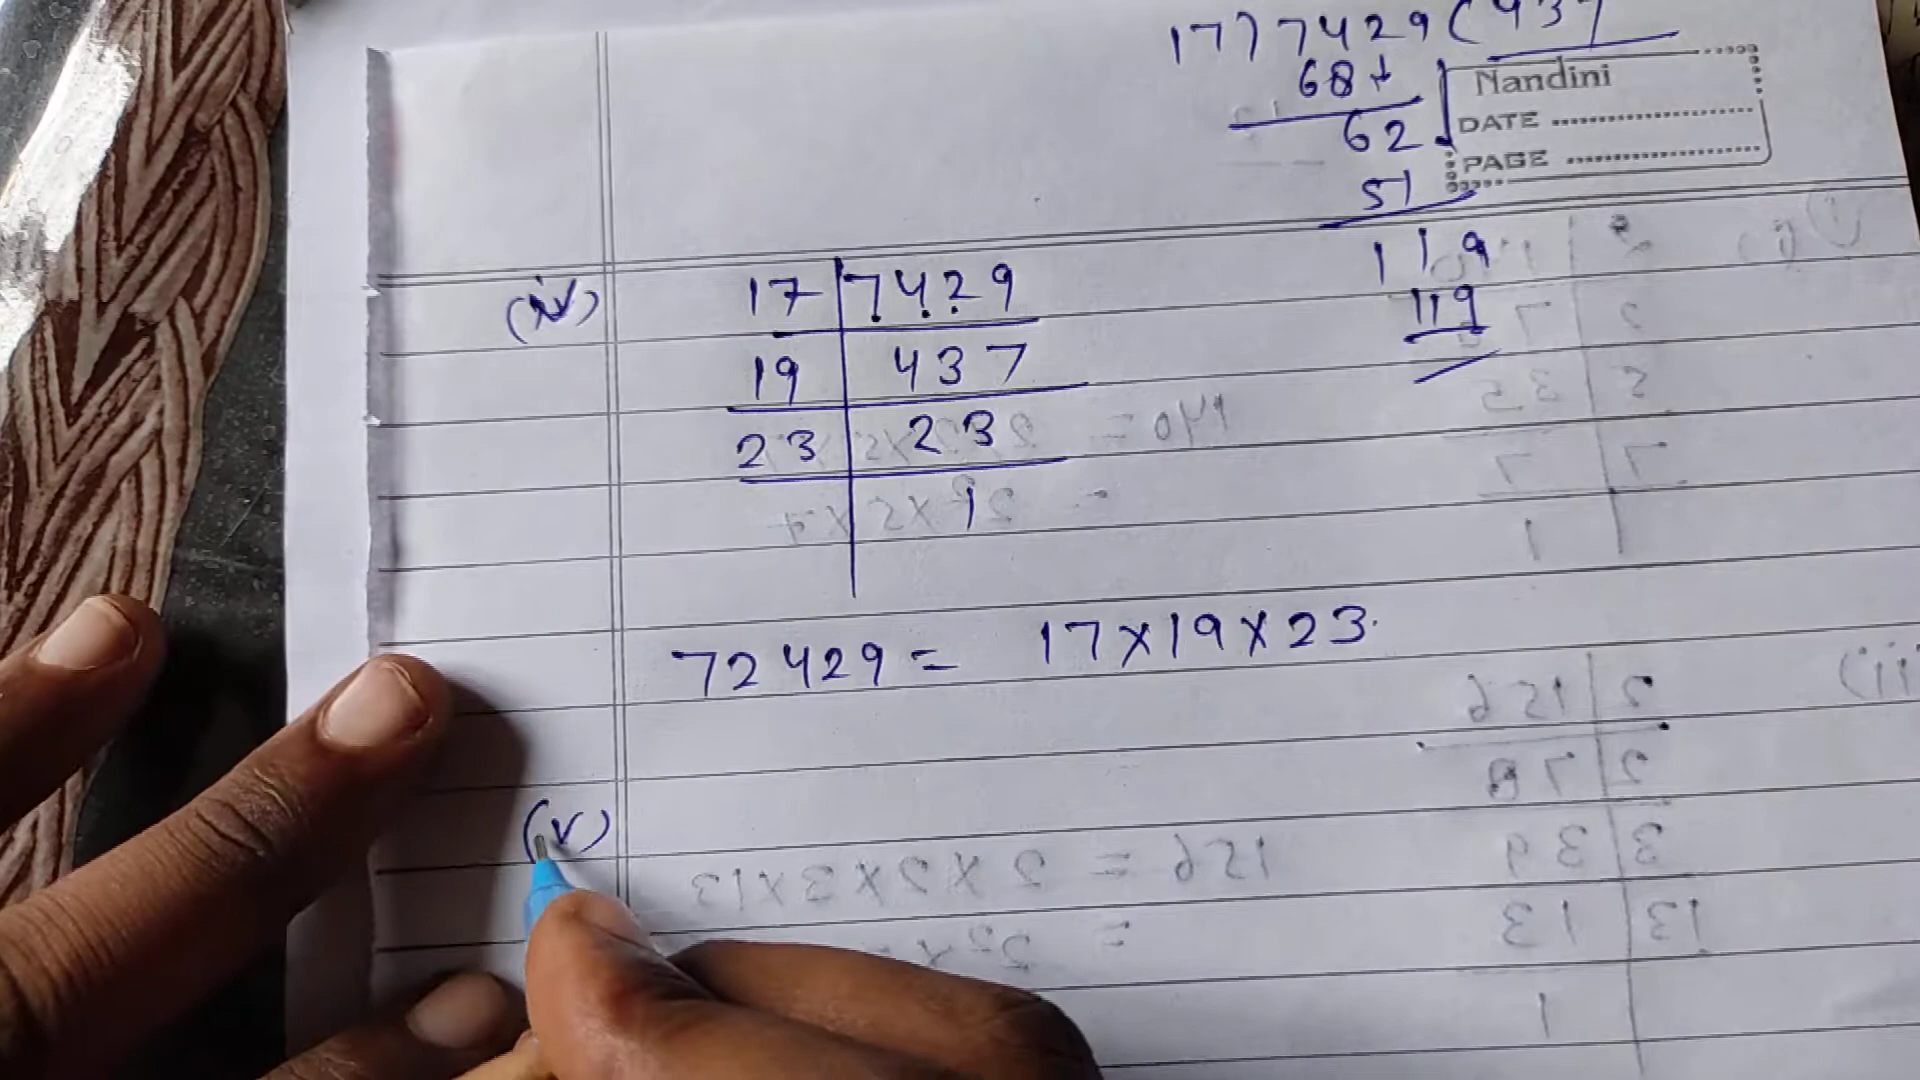 17)7429(437
68↓
62
51
119
119
Nandini
DATE
PAGE
(iv) 17 | 7429
19 | 437
23 | 23
1
72429 = 17×19×23.
(v)